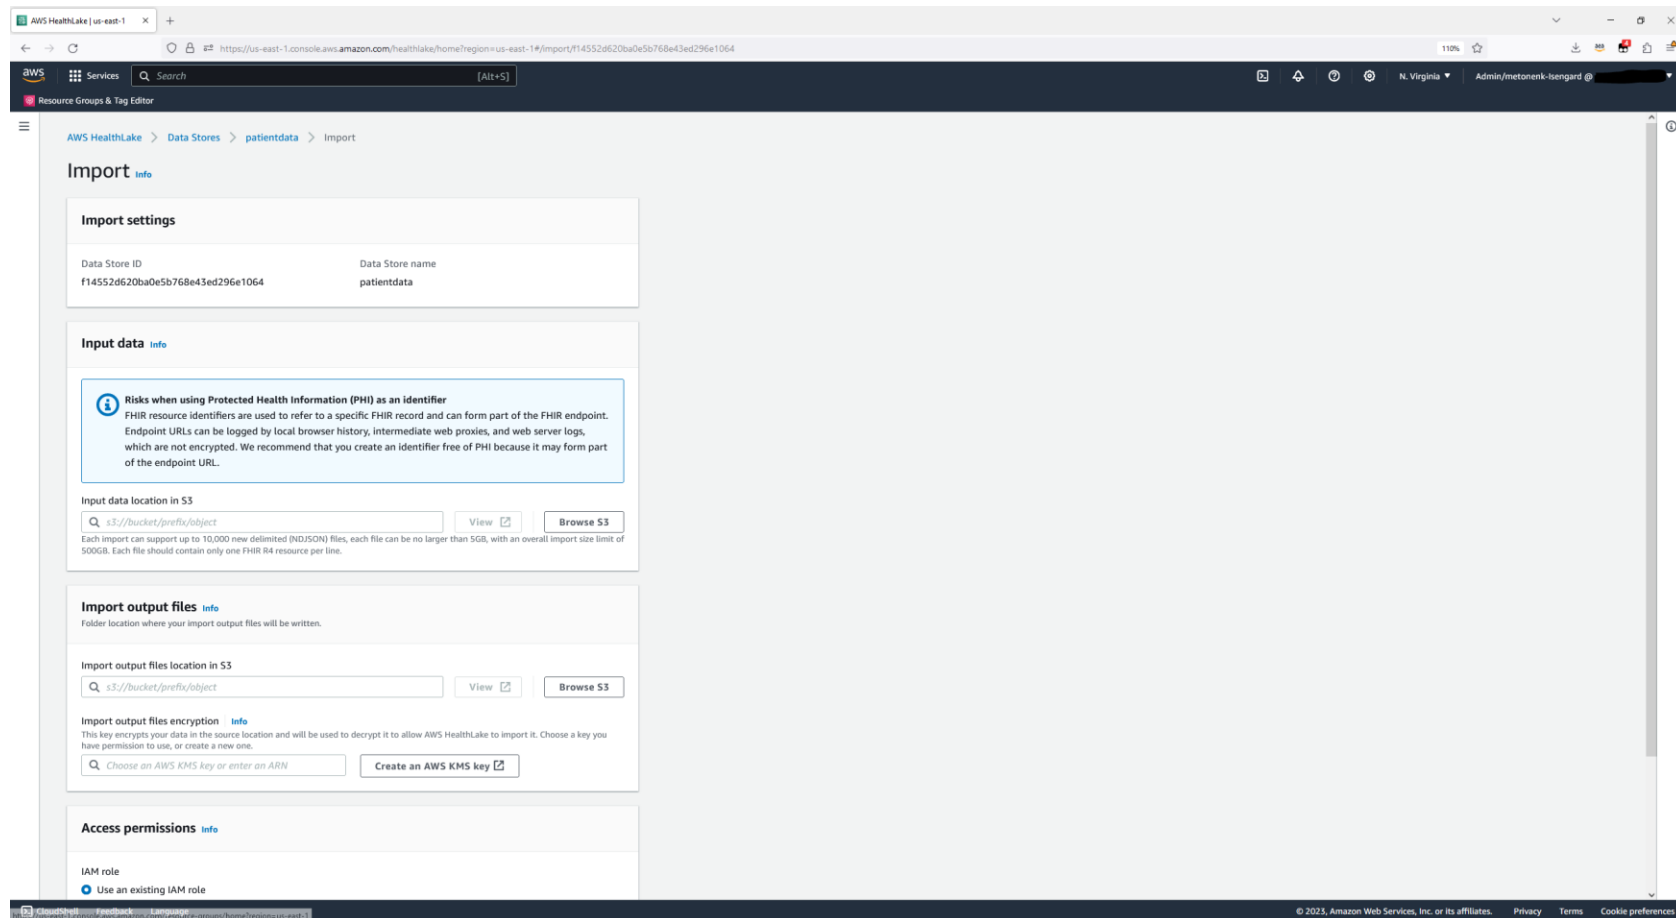 AWS HealthLake | us-east-1
https://us-east-1.console.aws.amazon.com/healthlake/home?region=us-east-1#/import/f14552d620ba0e5b768e43ed296e1064
110%
aws
Services
Search
[Alt+S]
N. Virginia
Admin/metonenk-Isengard @
Resource Groups & Tag Editor
AWS HealthLake > Data Stores > patientdata > Import
Import Info
Import settings
Data Store ID
f14552d620ba0e5b768e43ed296e1064
Data Store name
patientdata
Input data Info
Risks when using Protected Health Information (PHI) as an identifier
FHIR resource identifiers are used to refer to a specific FHIR record and can form part of the FHIR endpoint.
Endpoint URLs can be logged by local browser history, intermediate web proxies, and web server logs,
which are not encrypted. We recommend that you create an identifier free of PHI because it may form part
of the endpoint URL.
Input data location in S3
s3://bucket/prefix/object
View
Browse S3
Each import can support up to 10,000 new delimited (NDJSON) files, each file can be no larger than 5GB, with an overall import size limit of
500GB. Each file should contain only one FHIR R4 resource per line.
Import output files Info
Folder location where your import output files will be written.
Import output files location in S3
s3://bucket/prefix/object
View
Browse S3
Import output files encryption Info
This key encrypts your data in the source location and will be used to decrypt it to allow AWS HealthLake to import it. Choose a key you
have permission to use, or create a new one.
Choose an AWS KMS key or enter an ARN
Create an AWS KMS key
Access permissions Info
IAM role
Use an existing IAM role
CloudShell
Feedback
Language
© 2023, Amazon Web Services, Inc. or its affiliates.
Privacy
Terms
Cookie preferences